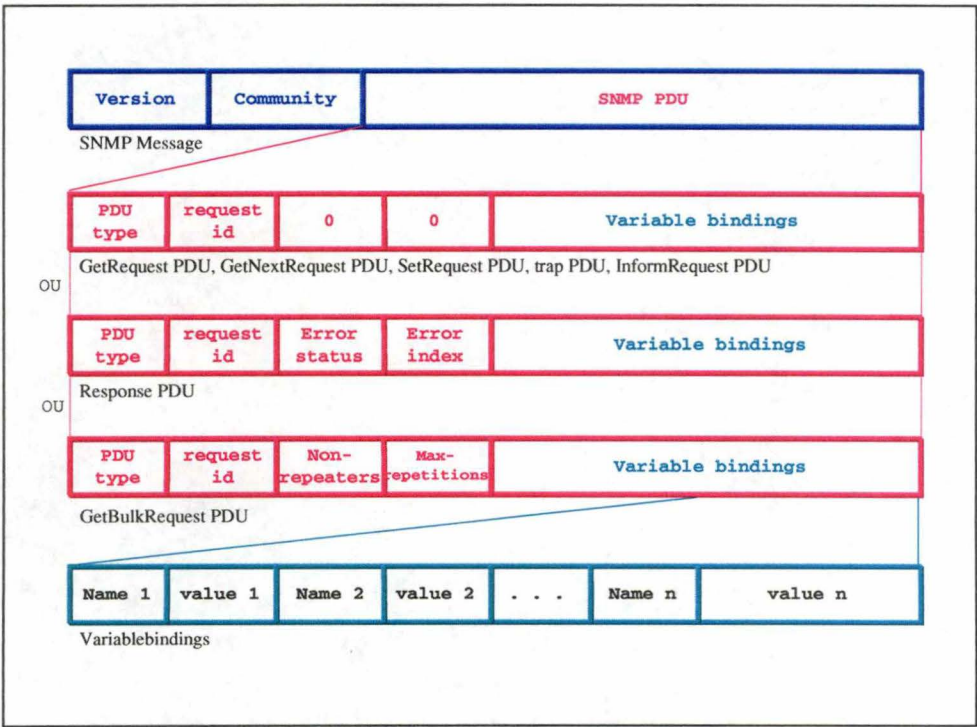 Version Community SNMP PDU
SNMP Message
PDU type request id 0 0 Variable bindings
GetRequest PDU, GetNextRequest PDU, SetRequest PDU, trap PDU, InformRequest PDU
OU
PDU type request id Error status Error index Variable bindings
Response PDU
OU
PDU type request id Non-repeaters Max-repetitions Variable bindings
GetBulkRequest PDU
Name 1 value 1 Name 2 value 2 . . . Name n value n
Variablebindings